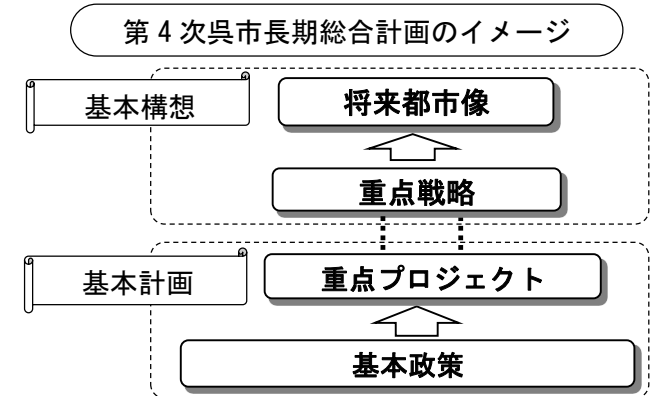 第４次呉市長期総合計画のイメージ
基本構想
将来都市像
重点戦略
基本計画
重点プロジェクト
基本政策